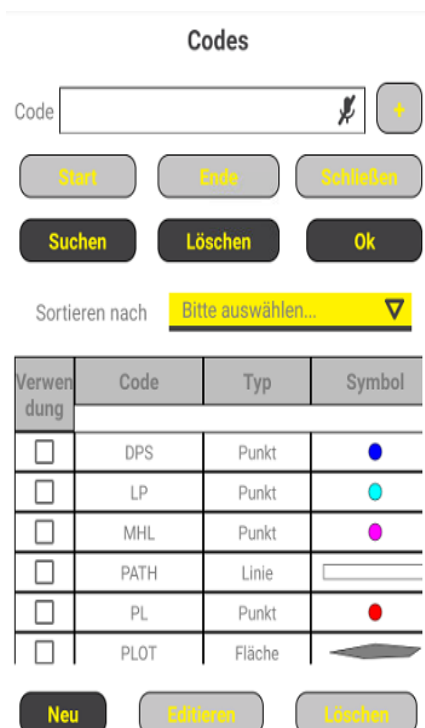 Codes
Code +
Start Ende Schließen
Suchen Löschen Ok
Sortieren nach Bitte auswählen...
Verwen Code Typ Symbol
dung
DPS Punkt
LP Punkt
MHL Punkt
PATH Linie
PL Punkt
PLOT Fläche
Neu Editieren Löschen